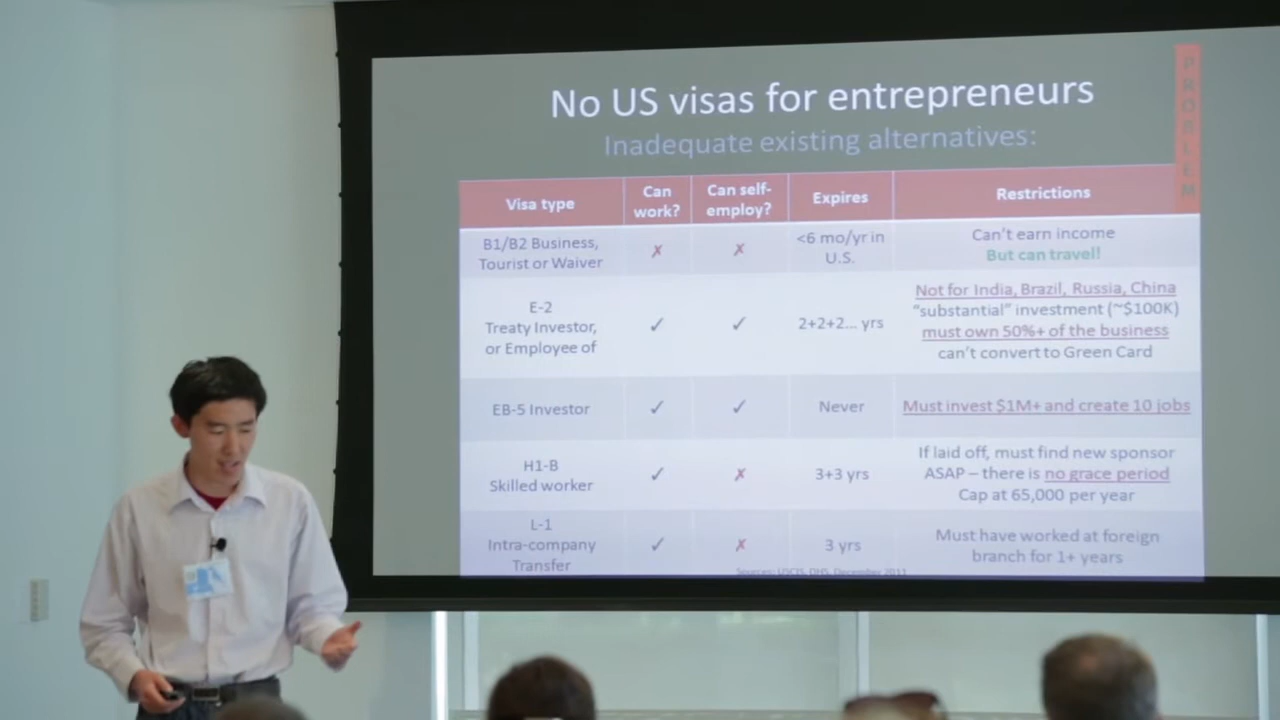 No US visas for entrepreneurs
Inadequate existing alternatives:
PROBLEM
Visa type
Can work?
Can self-employ?
Expires
Restrictions
B1/B2 Business,
Tourist or Waiver
✗
✗
<6 mo/yr in
U.S.
Can't earn income
But can travel!
E-2
Treaty Investor,
or Employee of
✓
✓
2+2+2... yrs
Not for India, Brazil, Russia, China
"substantial" investment (~$100K)
must own 50%+ of the business
can't convert to Green Card
EB-5 Investor
✓
✓
Never
Must invest $1M+ and create 10 jobs
H1-B
Skilled worker
✓
✗
3+3 yrs
If laid off, must find new sponsor
ASAP – there is no grace period
Cap at 65,000 per year
L-1
Intra-company
Transfer
✓
✗
3 yrs
Must have worked at foreign
branch for 1+ years
Sources: USCIS, DHS, December 2011